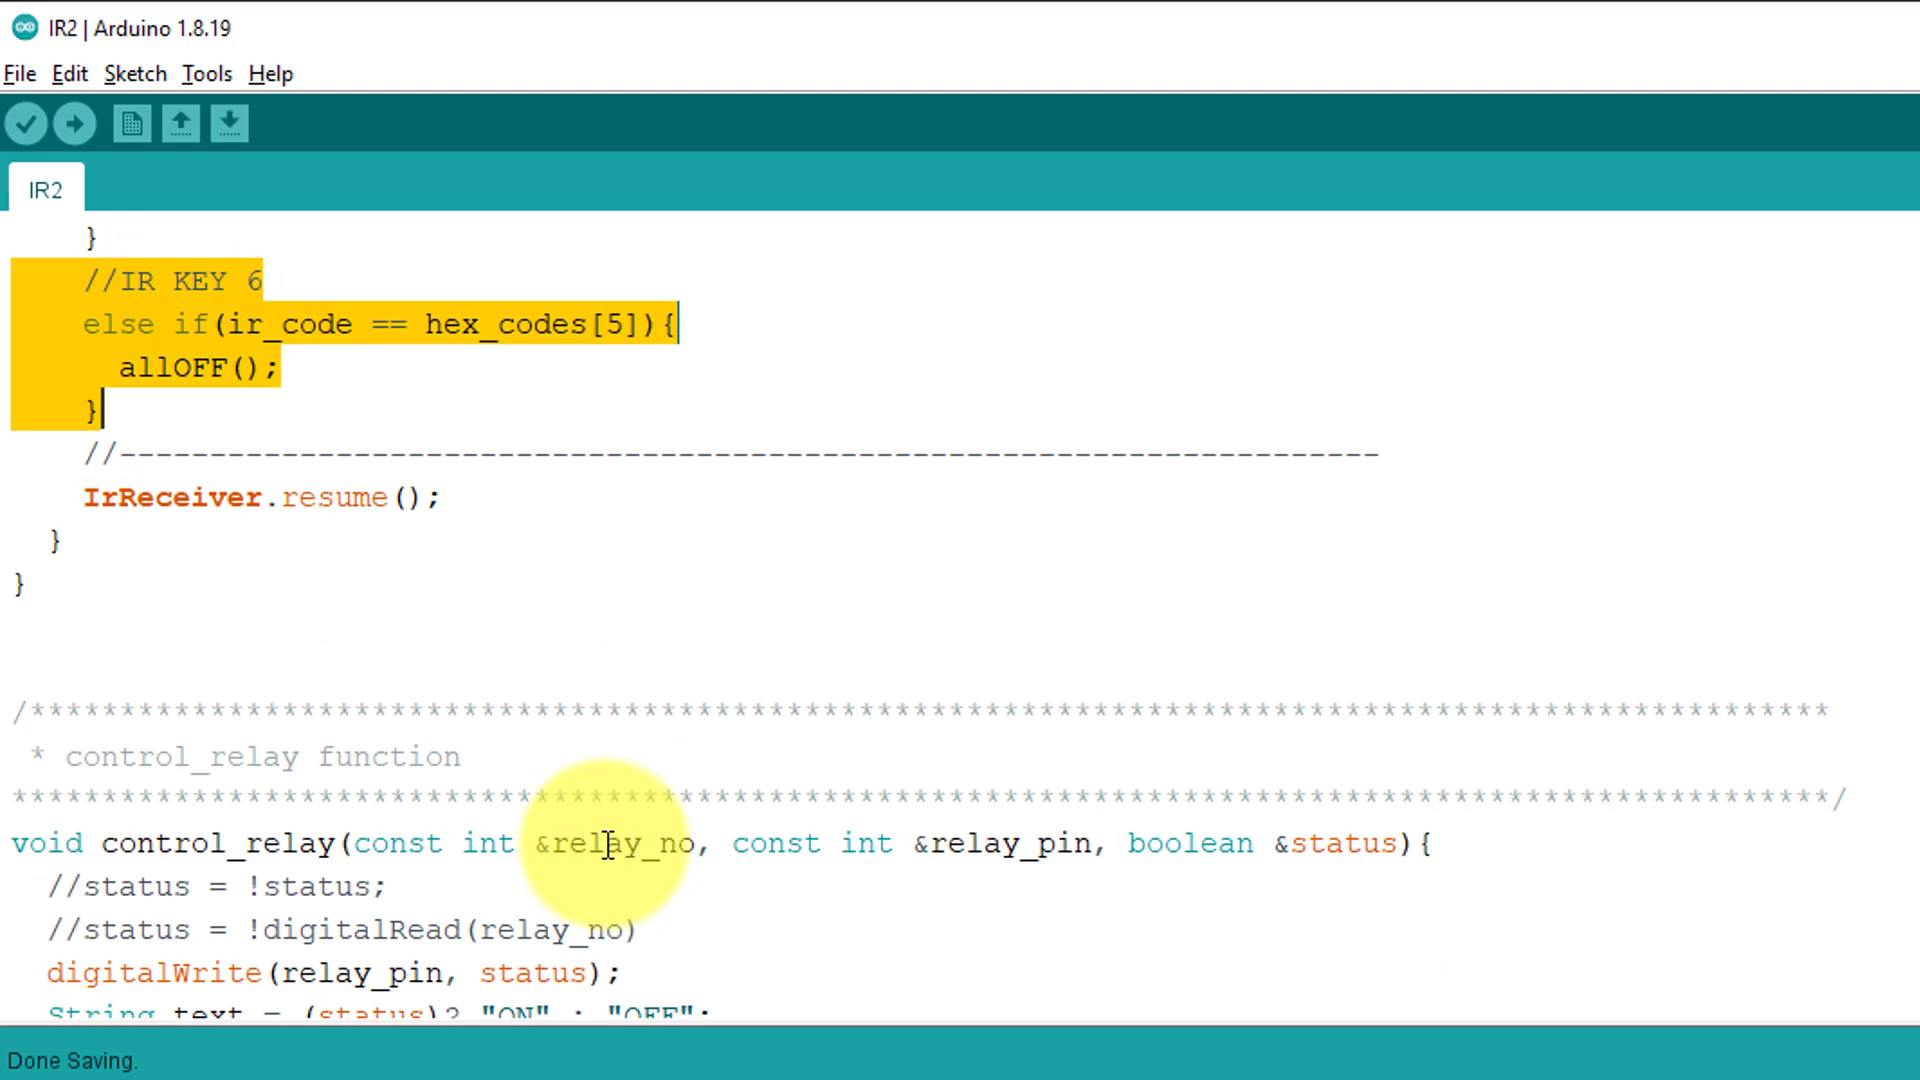 IR2 | Arduino 1.8.19
File Edit Sketch Tools Help
IR2
}
//IR KEY 6
else if(ir_code == hex_codes[5]){
allOFF();
}
//----------------------------------------------------------------------
IrReceiver.resume();
}
}
/****************************************************************************************************
* control_relay function
*****************************************************************************************************/
void control_relay(const int &relay_no, const int &relay_pin, boolean &status){
//status = !status;
//status = !digitalRead(relay_no)
digitalWrite(relay_pin, status);
String text = (status)? "ON" : "OFF";
Done Saving.